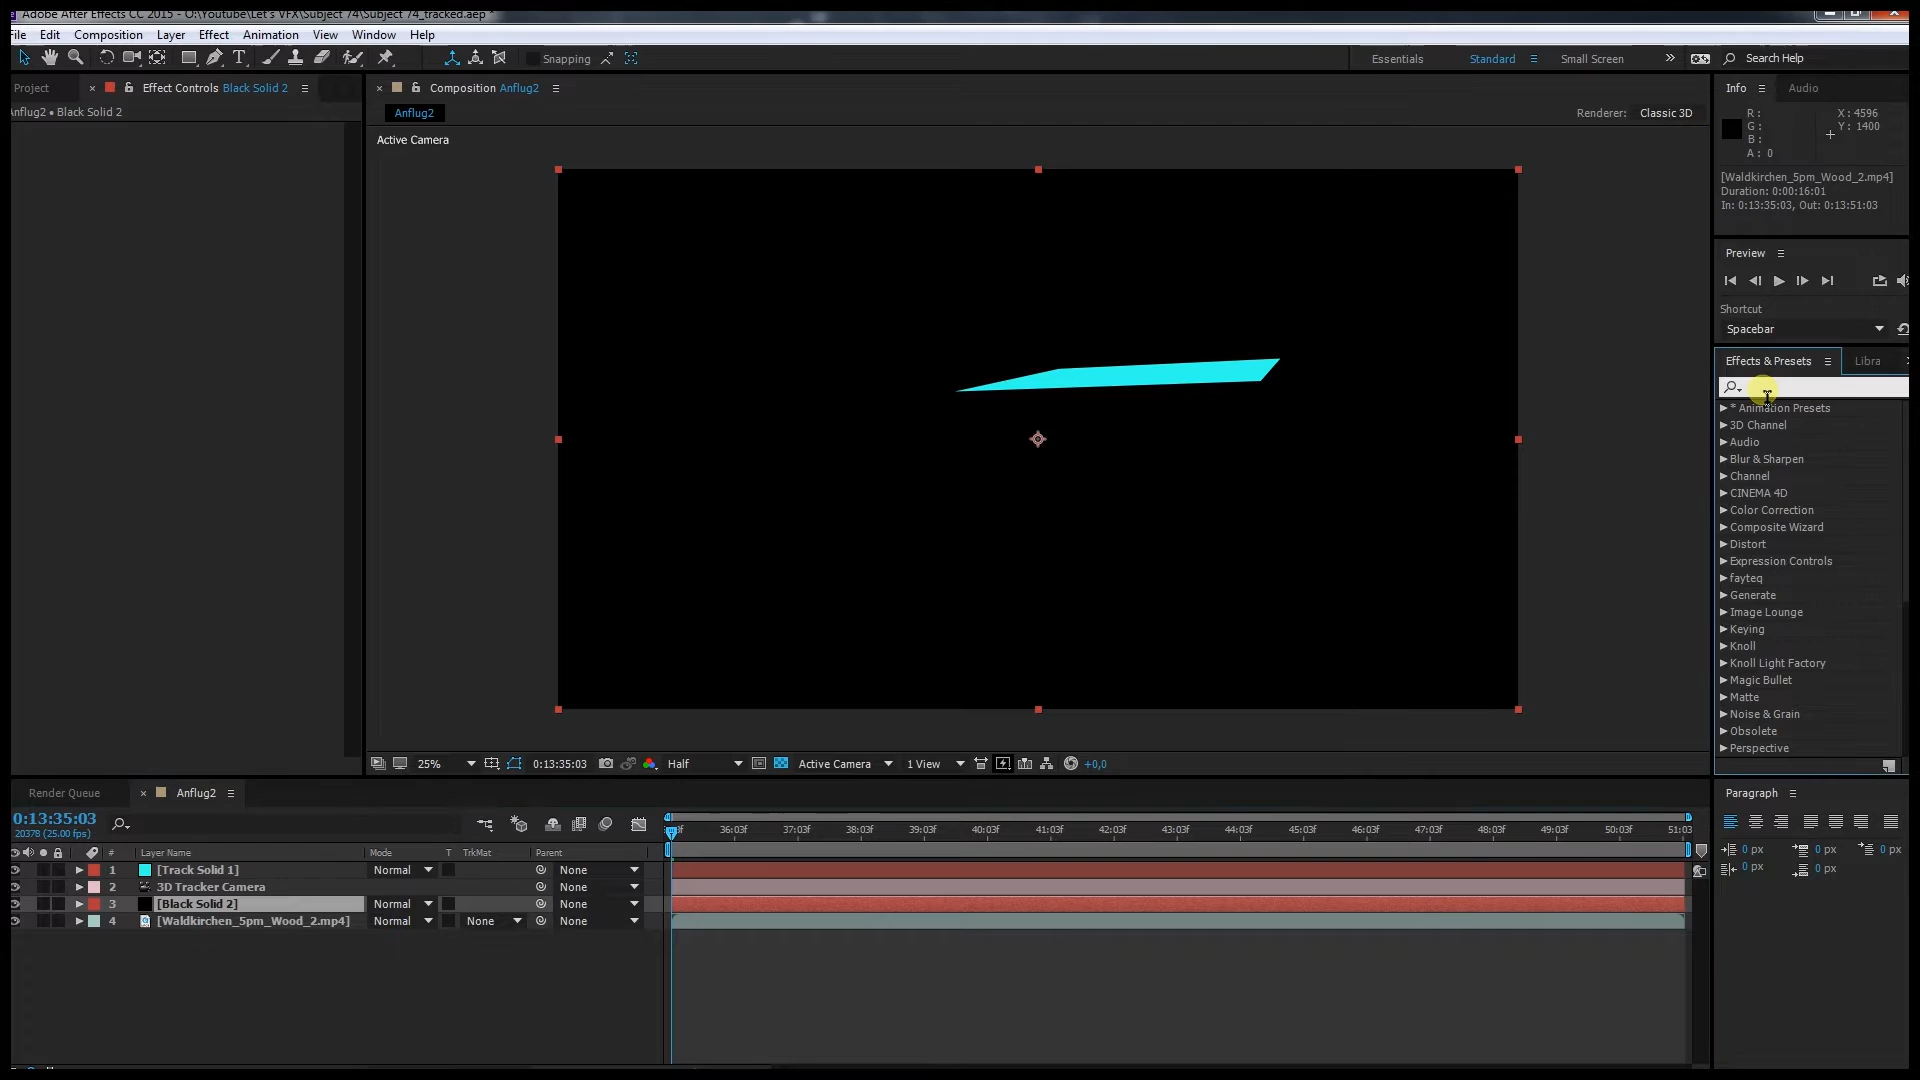 Adobe After Effects CC 2015 - O:\Youtube\Let's VFX\Subject 74\Subject 74_tracked.aep *
File Edit Composition Layer Effect Animation View Window Help
Snapping
Essentials Standard Small Screen Search Help
Project Effect Controls Black Solid 2
Anflug2 • Black Solid 2
Composition Anflug2
Anflug2
Renderer: Classic 3D
Active Camera
Info Audio
R : X : 4596
G : Y : 1400
B :
A : 0
[Waldkirchen_5pm_Wood_2.mp4]
Duration: 0:00:16:01
In: 0:13:35:03, Out: 0:13:51:03
Preview
Shortcut
Spacebar
Effects & Presets Libra
* Animation Presets
3D Channel
Audio
Blur & Sharpen
Channel
CINEMA 4D
Color Correction
Composite Wizard
Distort
Expression Controls
fayteq
Generate
Image Lounge
Keying
Knoll
Knoll Light Factory
Magic Bullet
Matte
Noise & Grain
Obsolete
Perspective
25% 0:13:35:03 Half Active Camera 1 View +0,0
Render Queue Anflug2
0:13:35:03
20378 (25.00 fps)
36:03f 37:03f 38:03f 39:03f 40:03f 41:03f 42:03f 43:03f 44:03f 45:03f 46:03f 47:03f 48:03f 49:03f 50:03f 51:03
# Layer Name Mode T TrkMat Parent
1 [Track Solid 1] Normal None
2 3D Tracker Camera None
3 [Black Solid 2] Normal None
4 [Waldkirchen_5pm_Wood_2.mp4] Normal None None
Paragraph
0 px 0 px 0 px
0 px 0 px